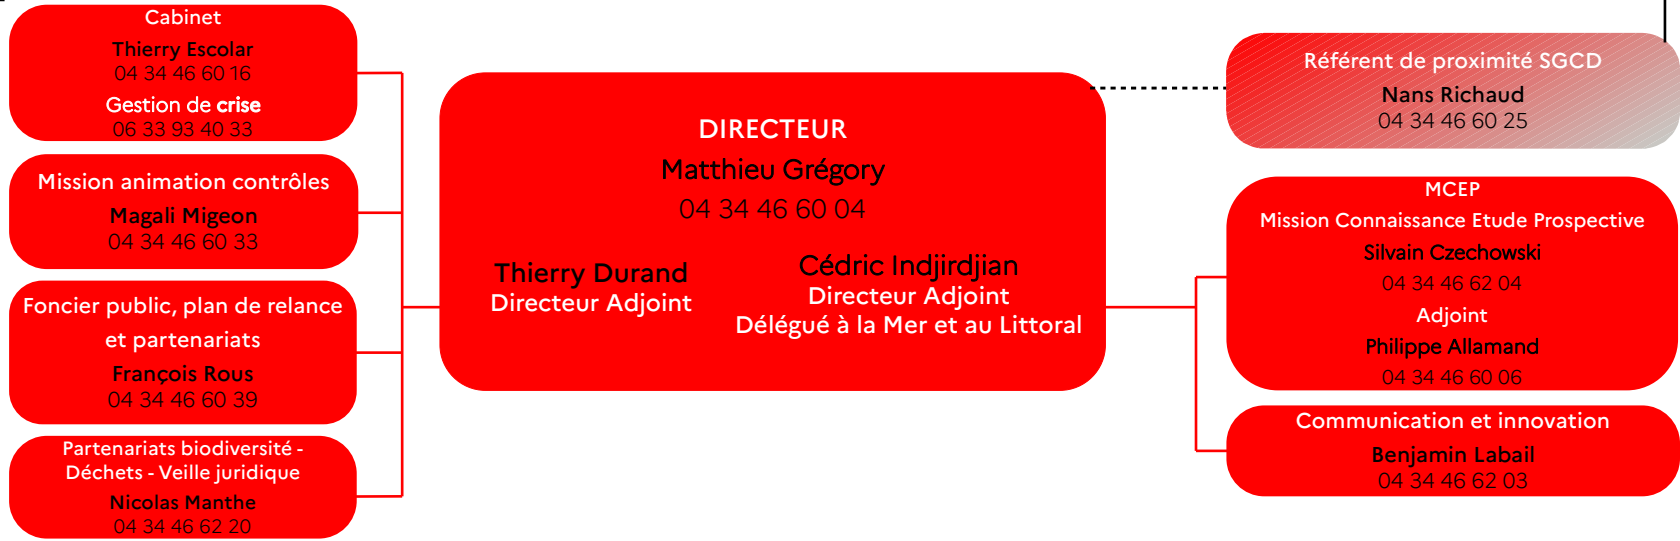 Cabinet
Thierry Escolar
04 34 46 60 16
Gestion de crise
06 33 93 40 33
Mission animation contrôles
Magali Migeon
04 34 46 60 33
Foncier public, plan de relance
et partenariats
François Rous
04 34 46 60 39
Partenariats biodiversité -
Déchets - Veille juridique
Nicolas Manthe
04 34 46 62 20
DIRECTEUR
Matthieu Grégory
04 34 46 60 04
Thierry Durand
Directeur Adjoint
Cédric Indjirdjian
Directeur Adjoint
Délégué à la Mer et au Littoral
Référent de proximité SGCD
Nans Richaud
04 34 46 60 25
MCEP
Mission Connaissance Etude Prospective
Silvain Czechowski
04 34 46 62 04
Adjoint
Philippe Allamand
04 34 46 60 06
Communication et innovation
Benjamin Labail
04 34 46 62 03